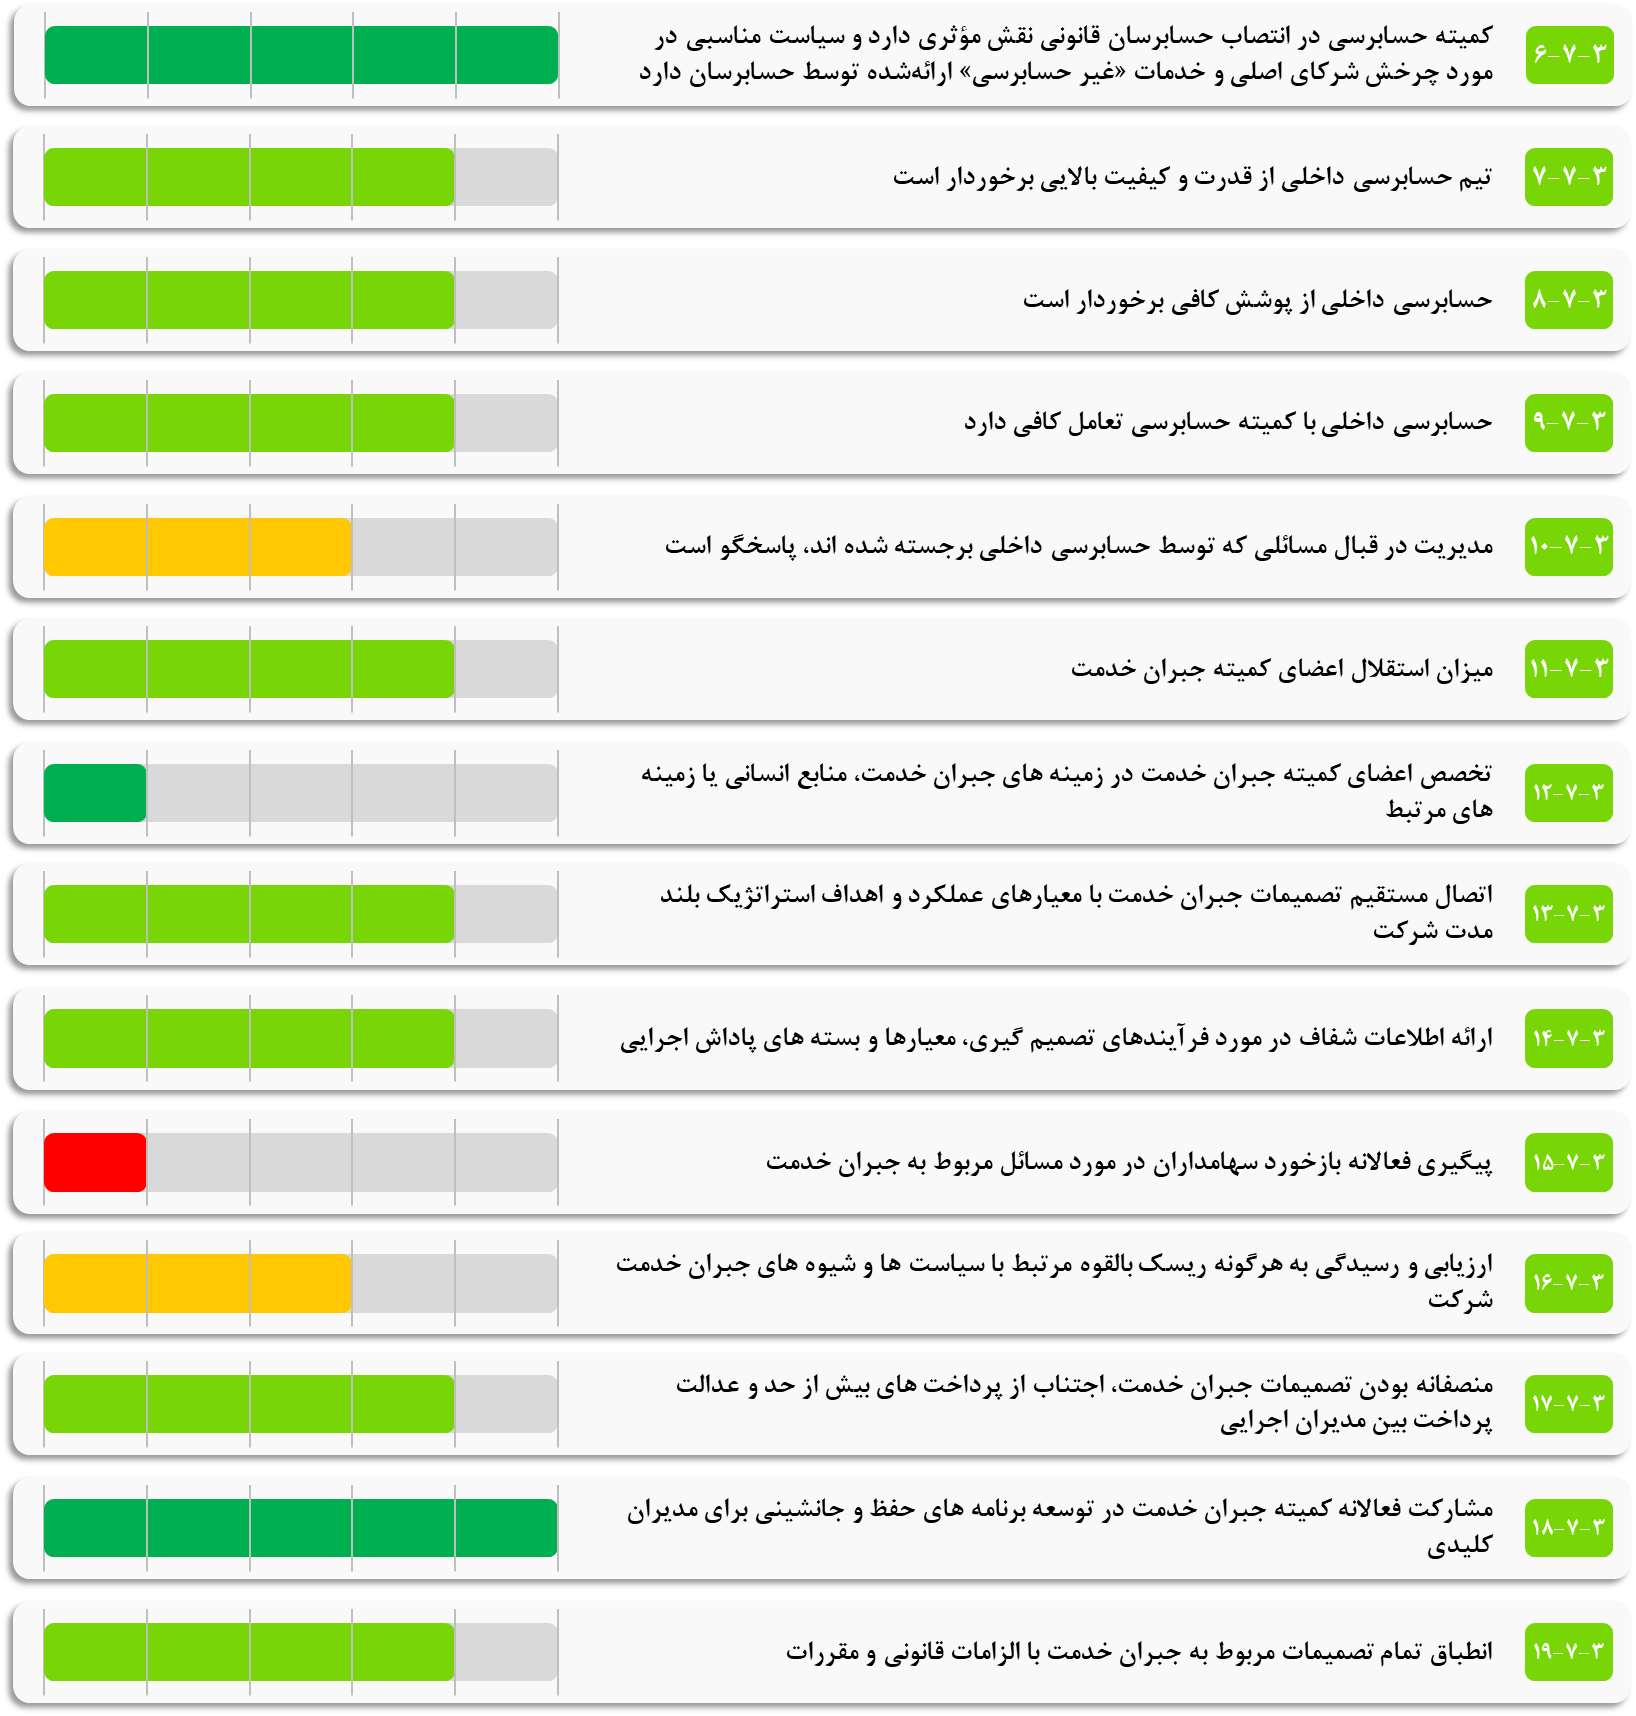 ۳-۷-۶
کمیته حسابرسی در انتصاب حسابرسان قانونی نقش مؤثری دارد و سیاست مناسبی در
مورد چرخش شرکای اصلی و خدمات «غیر حسابرسی» ارائه‌شده توسط حسابرسان دارد
۳-۷-۷
تیم حسابرسی داخلی از قدرت و کیفیت بالایی برخوردار است
۳-۷-۸
حسابرسی داخلی از پوشش کافی برخوردار است
۳-۷-۹
حسابرسی داخلی با کمیته حسابرسی تعامل کافی دارد
۳-۷-۱۰
مدیریت در قبال مسائلی که توسط حسابرسی داخلی برجسته شده اند، پاسخگو است
۳-۷-۱۱
میزان استقلال اعضای کمیته جبران خدمت
۳-۷-۱۲
تخصص اعضای کمیته جبران خدمت در زمینه های جبران خدمت، منابع انسانی یا زمینه
های مرتبط
۳-۷-۱۳
اتصال مستقیم تصمیمات جبران خدمت با معیارهای عملکرد و اهداف استراتژیک بلند
مدت شرکت
۳-۷-۱۴
ارائه اطلاعات شفاف در مورد فرآیندهای تصمیم گیری، معیارها و بسته های پاداش اجرایی
۳-۷-۱۵
پیگیری فعالانه بازخورد سهامداران در مورد مسائل مربوط به جبران خدمت
۳-۷-۱۶
ارزیابی و رسیدگی به هرگونه ریسک بالقوه مرتبط با سیاست ها و شیوه های جبران خدمت
شرکت
۳-۷-۱۷
منصفانه بودن تصمیمات جبران خدمت، اجتناب از پرداخت های بیش از حد و عدالت
پرداخت بین مدیران اجرایی
۳-۷-۱۸
مشارکت فعالانه کمیته جبران خدمت در توسعه برنامه های حفظ و جانشینی برای مدیران
کلیدی
۳-۷-۱۹
انطباق تمام تصمیمات مربوط به جبران خدمت با الزامات قانونی و مقررات